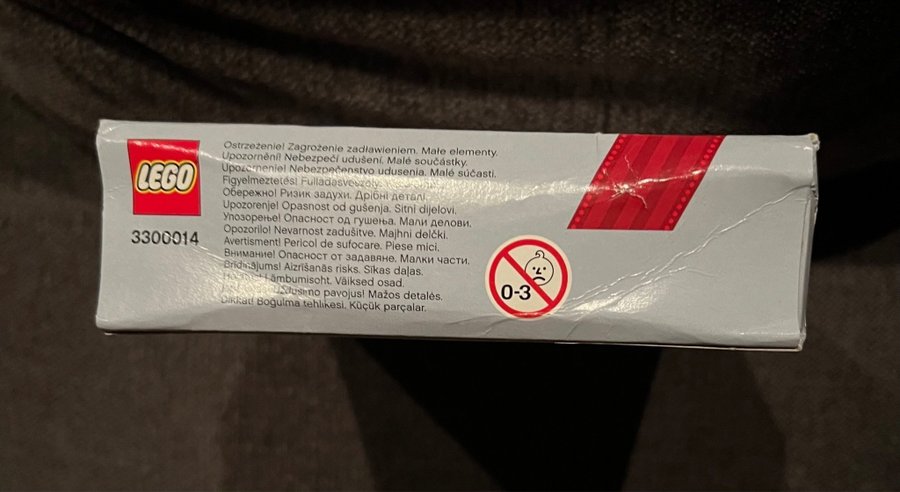 LEGO
3300014
Ostrzeżenie! Zagrożenie zadławieniem. Małe elementy.
Upozornění! Nebezpečí udušení. Malé součástky.
Upozornenie! Nebezpečenstvo udusenia. Malé súčasti.
Figyelmeztetés! Fulladásveszély.
Обережно! Ризик задухи. Дрібні деталі.
Upozorenje! Opasnost od gušenja. Sitni dijelovi.
Упозорење! Опасност од гушења. Мали делови.
Opozorilo! Nevarnost zadušitve. Majhni delčki.
Avertisment! Pericol de sufocare. Piese mici.
Внимание! Опасност от задавяне. Малки части.
Brīdinājums! Aizrīšanās risks. Sīkas daļas.
Lämbumisoht. Väiksed osad.
pavojus! Mažos detalės.
Dikkat! Boğulma tehlikesi. Küçük parçalar.
0-3